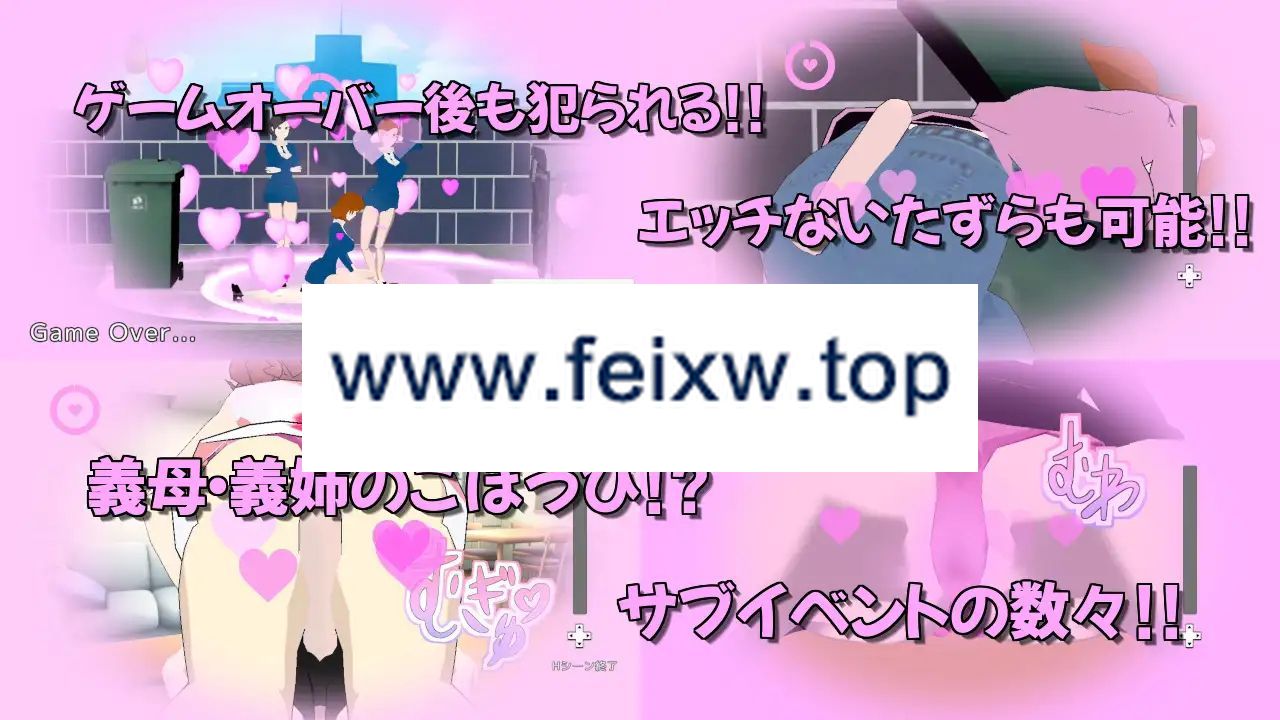 ゲームオーバー後も犯られる!!
エッチないたずらも可能!!
Game Over...
www.feixw.top
義母・義姉のごほうび!?
むぎゅ
Hシーン終了
むわ
サブイベントの数々!!